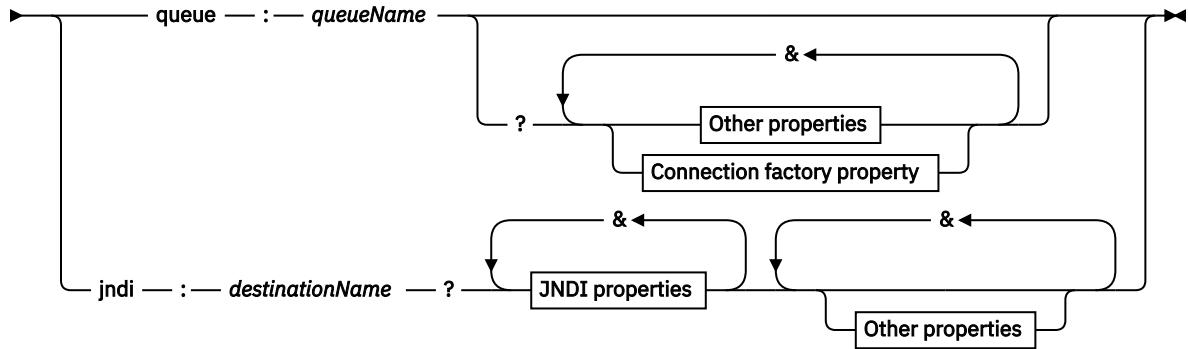 queue : queueName
&
? Other properties
Connection factory property
& &
jndi : destinationName ? JNDI properties
Other properties